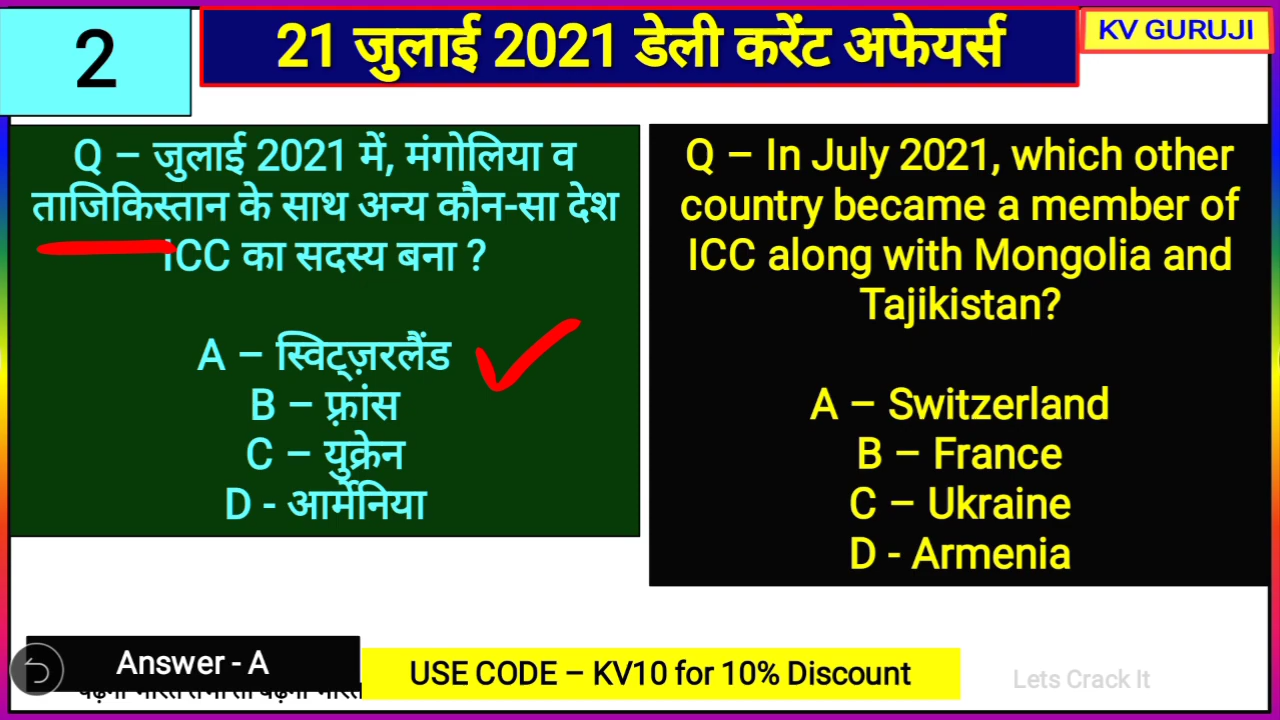 2
21 जुलाई 2021 डेली करेंट अफेयर्स
KV GURUJI
Q – जुलाई 2021 में, मंगोलिया व
ताजिकिस्तान के साथ अन्य कौन-सा देश
ICC का सदस्य बना ?
A – स्विट्ज़रलैंड
B – फ़्रांस
C – युक्रेन
D - आर्मेनिया
Q – In July 2021, which other
country became a member of
ICC along with Mongolia and
Tajikistan?
A – Switzerland
B – France
C – Ukraine
D - Armenia
Answer - A
USE CODE – KV10 for 10% Discount
Lets Crack It